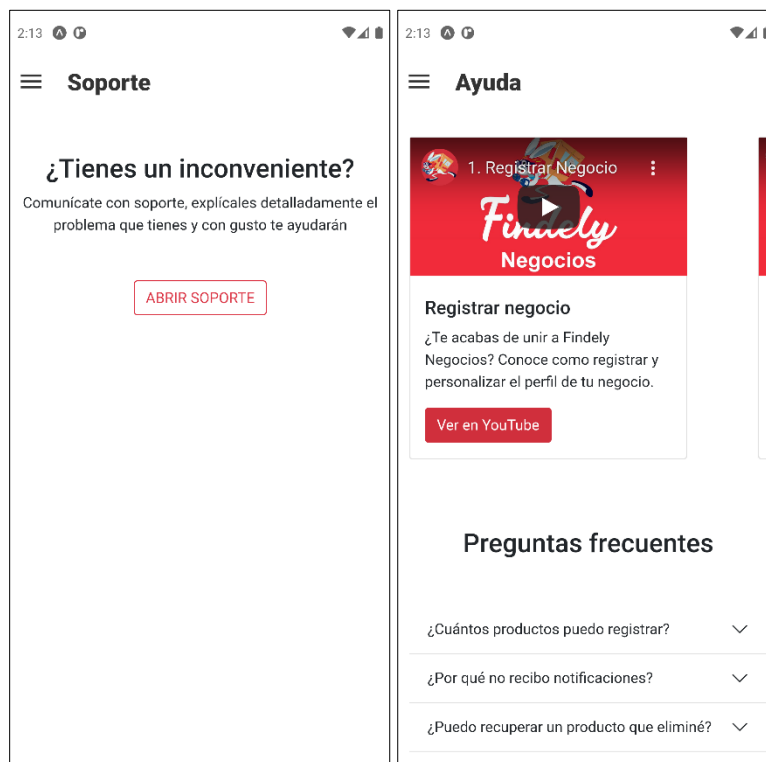 2:13
Soporte
¿Tienes un inconveniente?
Comunícate con soporte, explícales detalladamente el
problema que tienes y con gusto te ayudarán
ABRIR SOPORTE
2:13
Ayuda
1. Registrar Negocio
Findely
Negocios
Registrar negocio
¿Te acabas de unir a Findely
Negocios? Conoce como registrar y
personalizar el perfil de tu negocio.
Ver en YouTube
Preguntas frecuentes
¿Cuántos productos puedo registrar?
¿Por qué no recibo notificaciones?
¿Puedo recuperar un producto que eliminé?